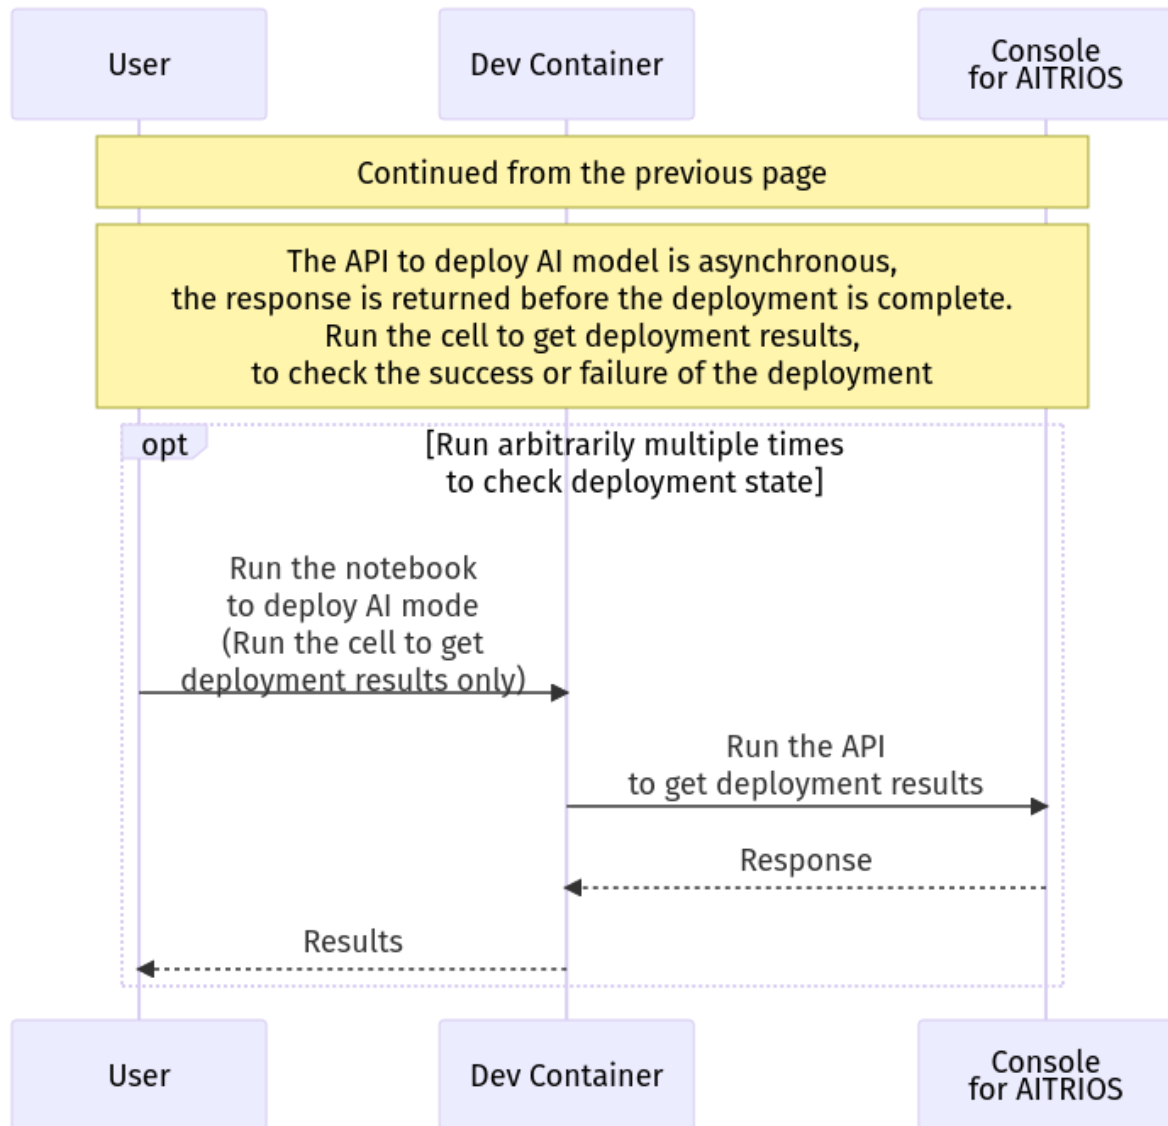 User
Dev Container
Console
for AITRIOS
Continued from the previous page
The API to deploy AI model is asynchronous,
the response is returned before the deployment is complete.
Run the cell to get deployment results,
to check the success or failure of the deployment
opt
[Run arbitrarily multiple times
to check deployment state]
Run the notebook
to deploy AI mode
(Run the cell to get
deployment results only)
Run the API
to get deployment results
Response
Results
User
Dev Container
Console
for AITRIOS